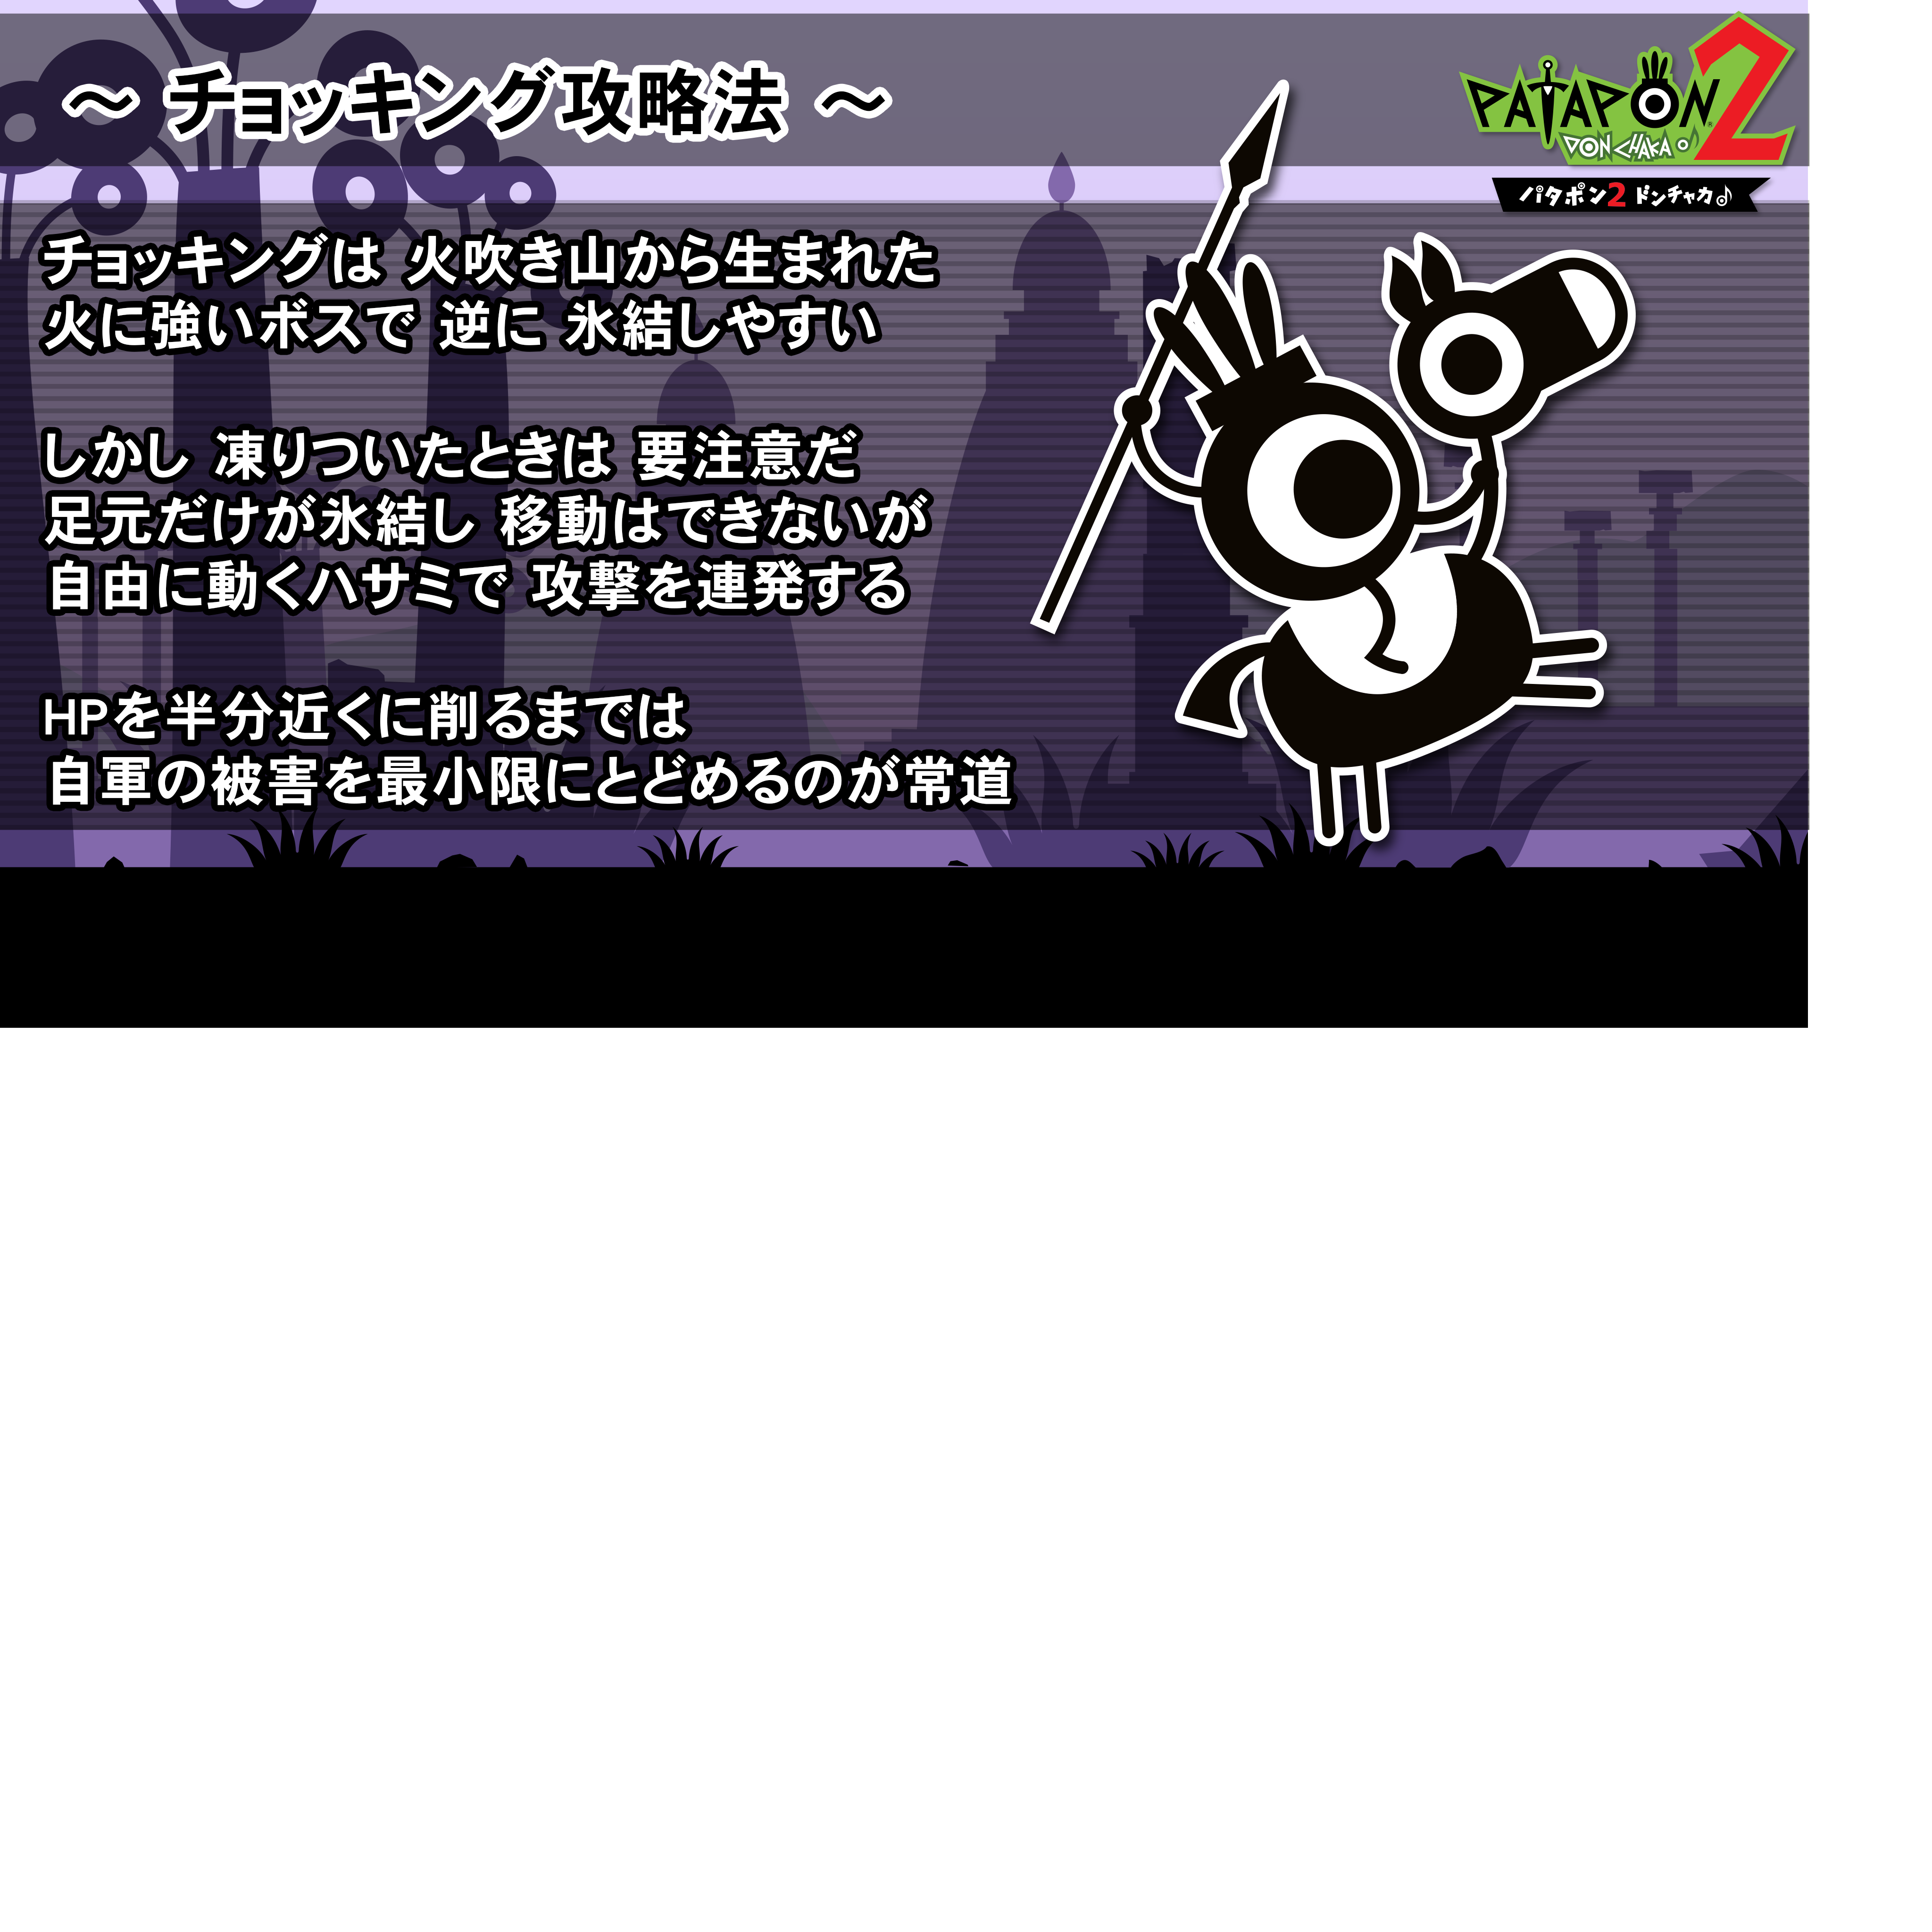 ～ チョッキング攻略法 ～
PATAPON 2
DON CHAKA♪
パタポン2 ドンチャカ♪
チョッキングは 火吹き山から生まれた
火に強いボスで 逆に 氷結しやすい
しかし 凍りついたときは 要注意だ
足元だけが氷結し 移動はできないが
自由に動くハサミで 攻撃を連発する
HPを半分近くに削るまでは
自軍の被害を最小限にとどめるのが常道